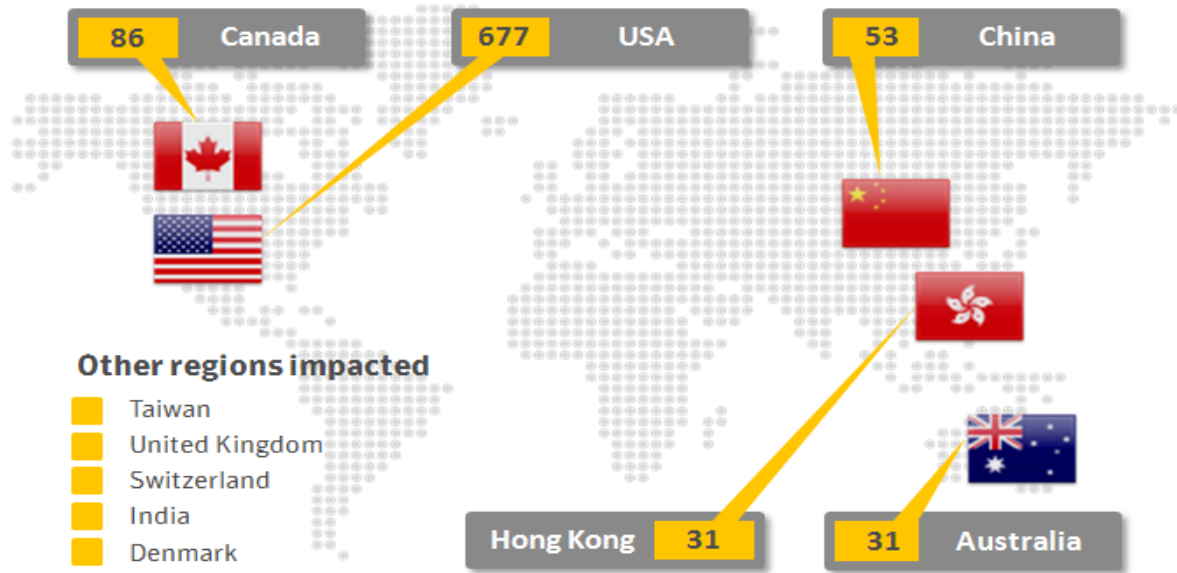 86 Canada
677 USA
53 China
Other regions impacted
Taiwan
United Kingdom
Switzerland
India
Denmark
Hong Kong 31
31 Australia